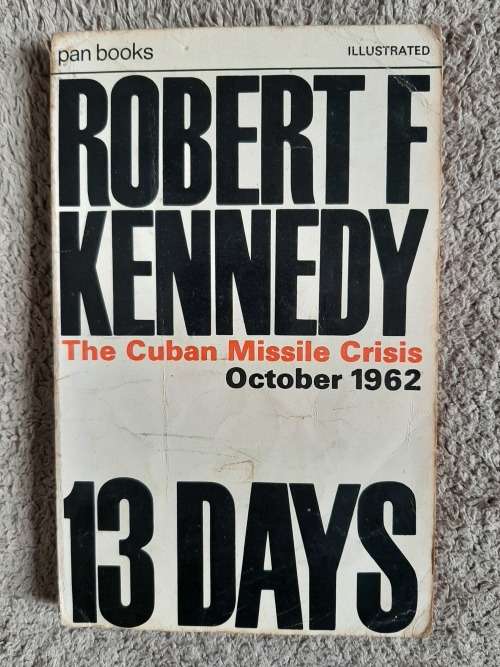 pan books ILLUSTRATED
ROBERT F
KENNEDY
The Cuban Missile Crisis
October 1962
13 DAYS